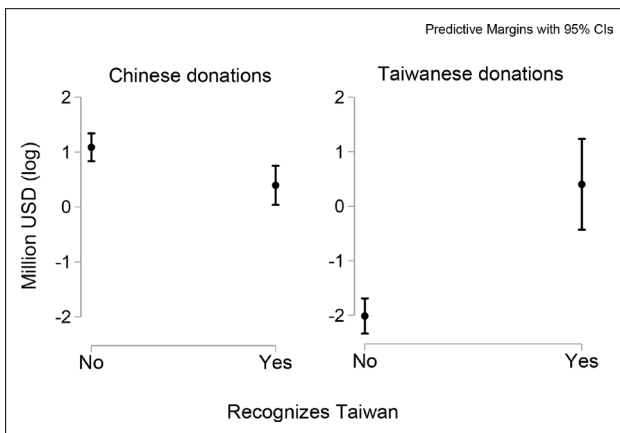 Predictive Margins with 95% CIs
Chinese donations
Taiwanese donations
Million USD (log)
2
1
0
-1
-2
No
Yes
2
1
0
-1
-2
No
Yes
Recognizes Taiwan